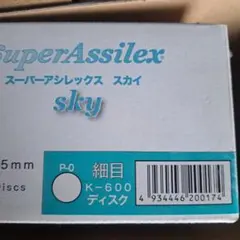 SuperAssilex
スーパーアシレックス スカイ
sky
5mm
iscs
P-0
細目
K-600
ディスク
4 934446 200174